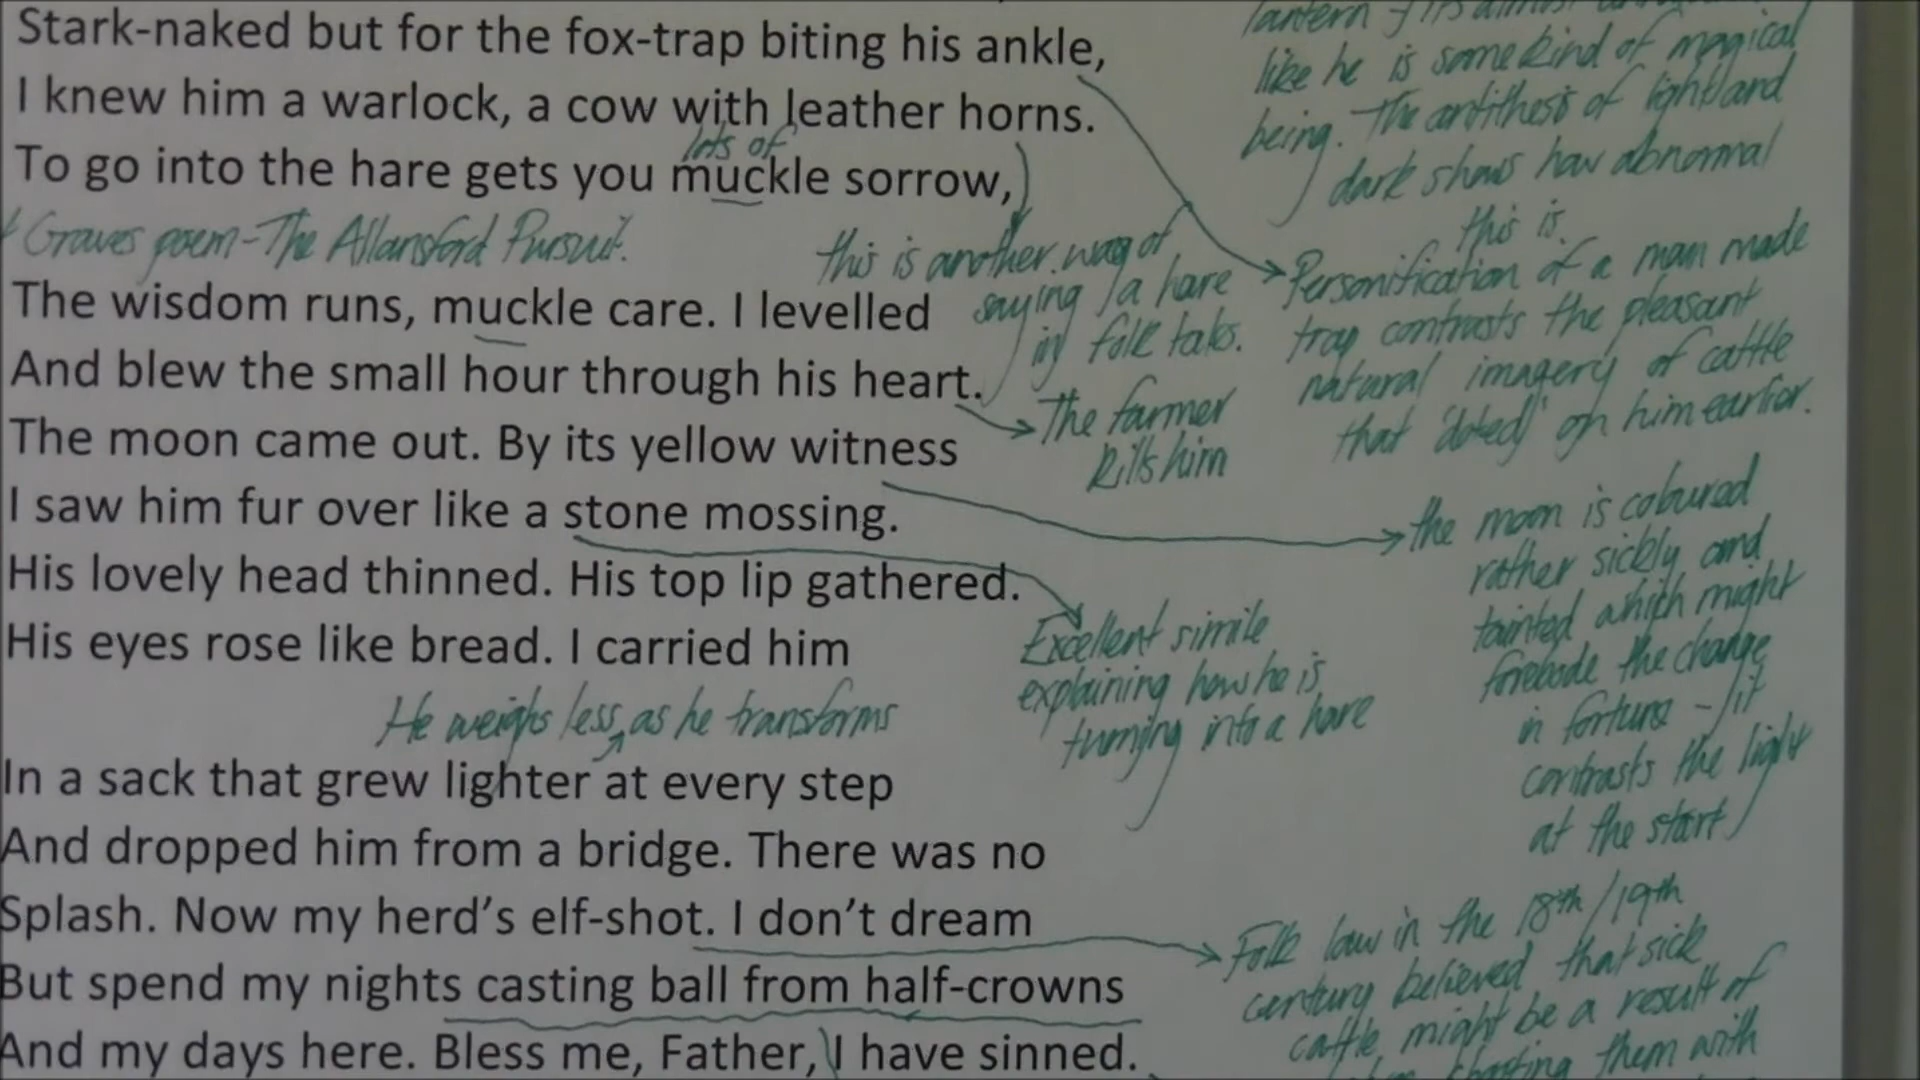 Stark-naked but for the fox-trap biting his ankle,
I knew him a warlock, a cow with leather horns.
lots of
To go into the hare gets you muckle sorrow,
Graves poem - The Allansford Pursuit.
The wisdom runs, muckle care. I levelled
And blew the small hour through his heart.
The moon came out. By its yellow witness
I saw him fur over like a stone mossing.
His lovely head thinned. His top lip gathered.
His eyes rose like bread. I carried him
He weighs less as he transforms
In a sack that grew lighter at every step
And dropped him from a bridge. There was no
Splash. Now my herd's elf-shot. I don't dream
But spend my nights casting ball from half-crowns
And my days here. Bless me, Father, I have sinned.
this is another way of
saying a hare
in folk tales.
The farmer
kills him
Excellent simile
explaining how he is
turning into a hare
lantern
like he is some kind of magical
being. The antithesis of light and
dark shows how abnormal
this is.
Personification of a man made
trap contrasts the pleasant
natural imagery of cattle
that 'doted' on him earlier.
the moon is coloured
rather sickly and
tainted which might
forebode the change
in fortune - it
contrasts the light
at the start
Folk law in the 18th/19th
century believed that sick
cattle might be a result of
them with